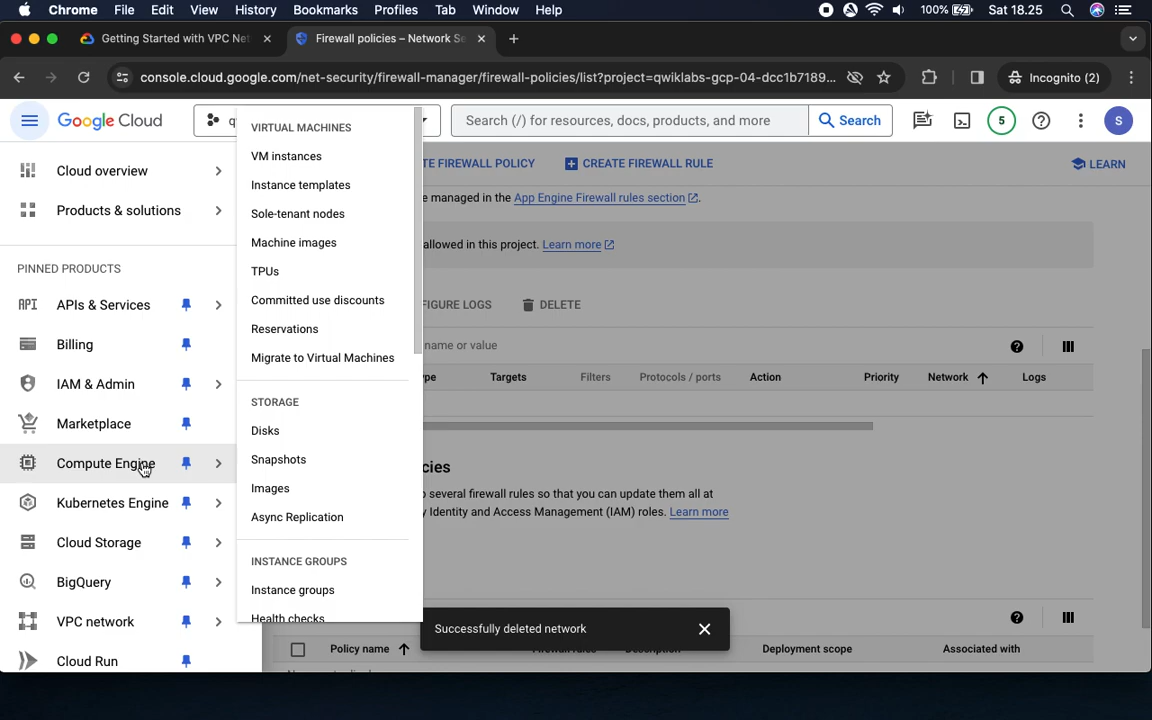 Chrome File Edit View History Bookmarks Profiles Tab Window Help 100% Sat 18.25
Getting Started with VPC Net
Firewall policies – Network Se
console.cloud.google.com/net-security/firewall-manager/firewall-policies/list?project=qwiklabs-gcp-04-dcc1b7189...
Incognito (2)
Google Cloud
q
Search (/) for resources, docs, products, and more
Search
5
S
TE FIREWALL POLICY
CREATE FIREWALL RULE
LEARN
Cloud overview
Products & solutions
PINNED PRODUCTS
APIs & Services
Billing
IAM & Admin
Marketplace
Compute Engine
Kubernetes Engine
Cloud Storage
BigQuery
VPC network
Cloud Run
VIRTUAL MACHINES
VM instances
Instance templates
Sole-tenant nodes
Machine images
TPUs
Committed use discounts
Reservations
Migrate to Virtual Machines
STORAGE
Disks
Snapshots
Images
Async Replication
INSTANCE GROUPS
Instance groups
Health checks
e managed in the App Engine Firewall rules section.
allowed in this project. Learn more
FIGURE LOGS
DELETE
name or value
ype Targets Filters Protocols / ports Action Priority Network Logs
cies
o several firewall rules so that you can update them all at
y Identity and Access Management (IAM) roles. Learn more
Successfully deleted network
Policy name Firewall rules Description Deployment scope Associated with